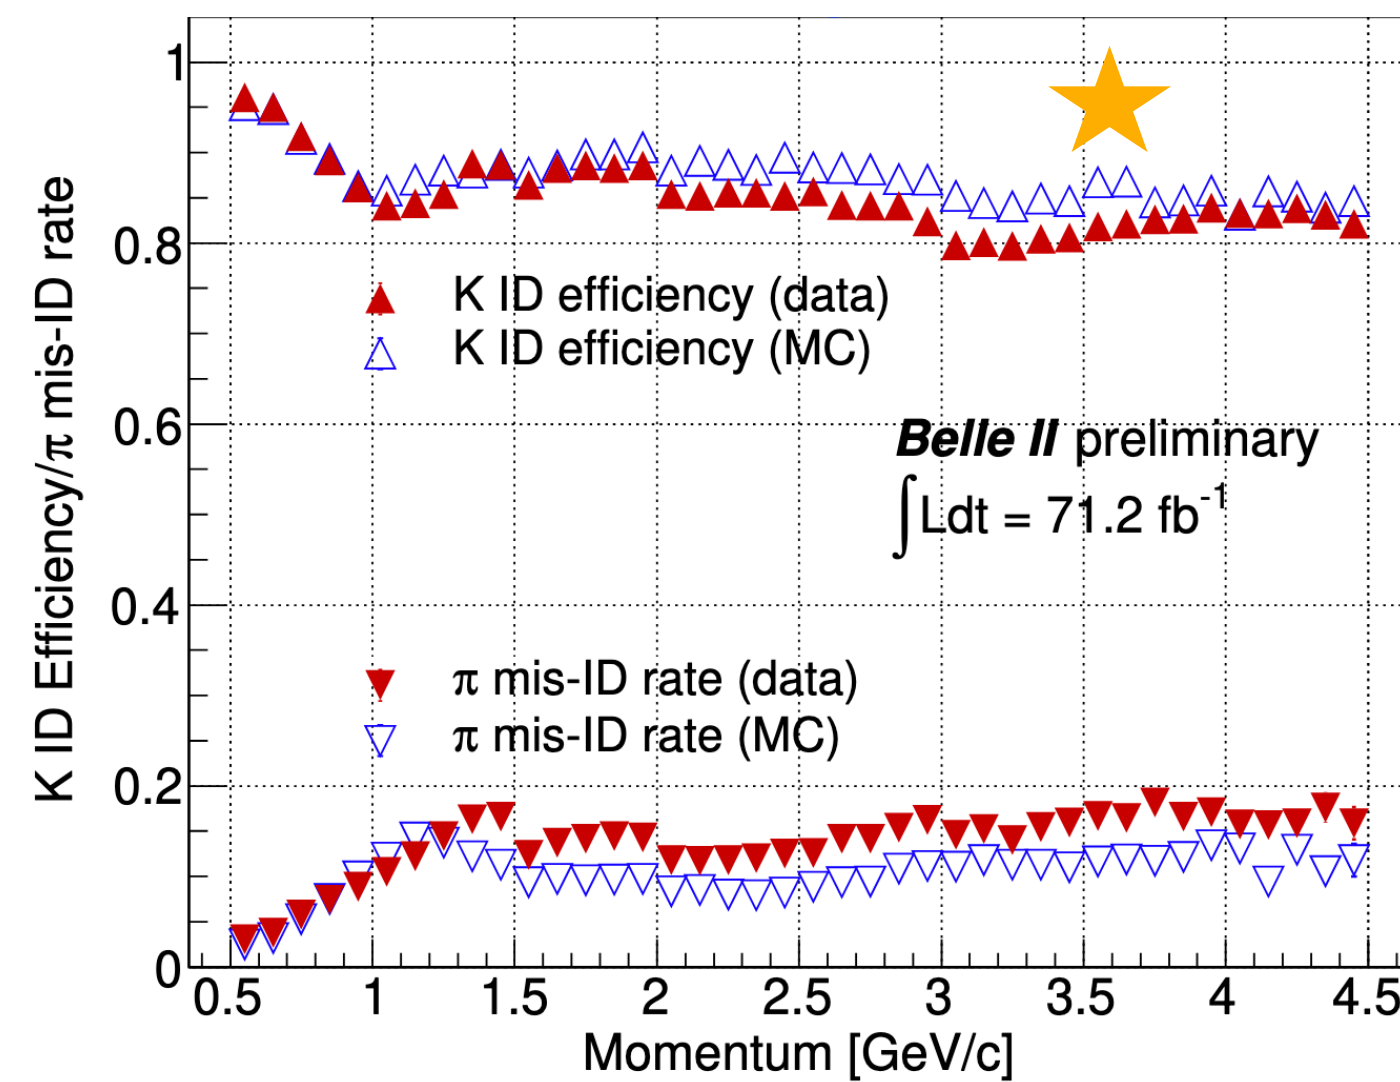 K ID Efficiency/π mis-ID rate
1
0.8
K ID efficiency (data)
K ID efficiency (MC)
0.6
Belle II preliminary
∫Ldt = 71.2 fb⁻¹
0.4
π mis-ID rate (data)
π mis-ID rate (MC)
0.2
0
0.5 1 1.5 2 2.5 3 3.5 4 4.5
Momentum [GeV/c]